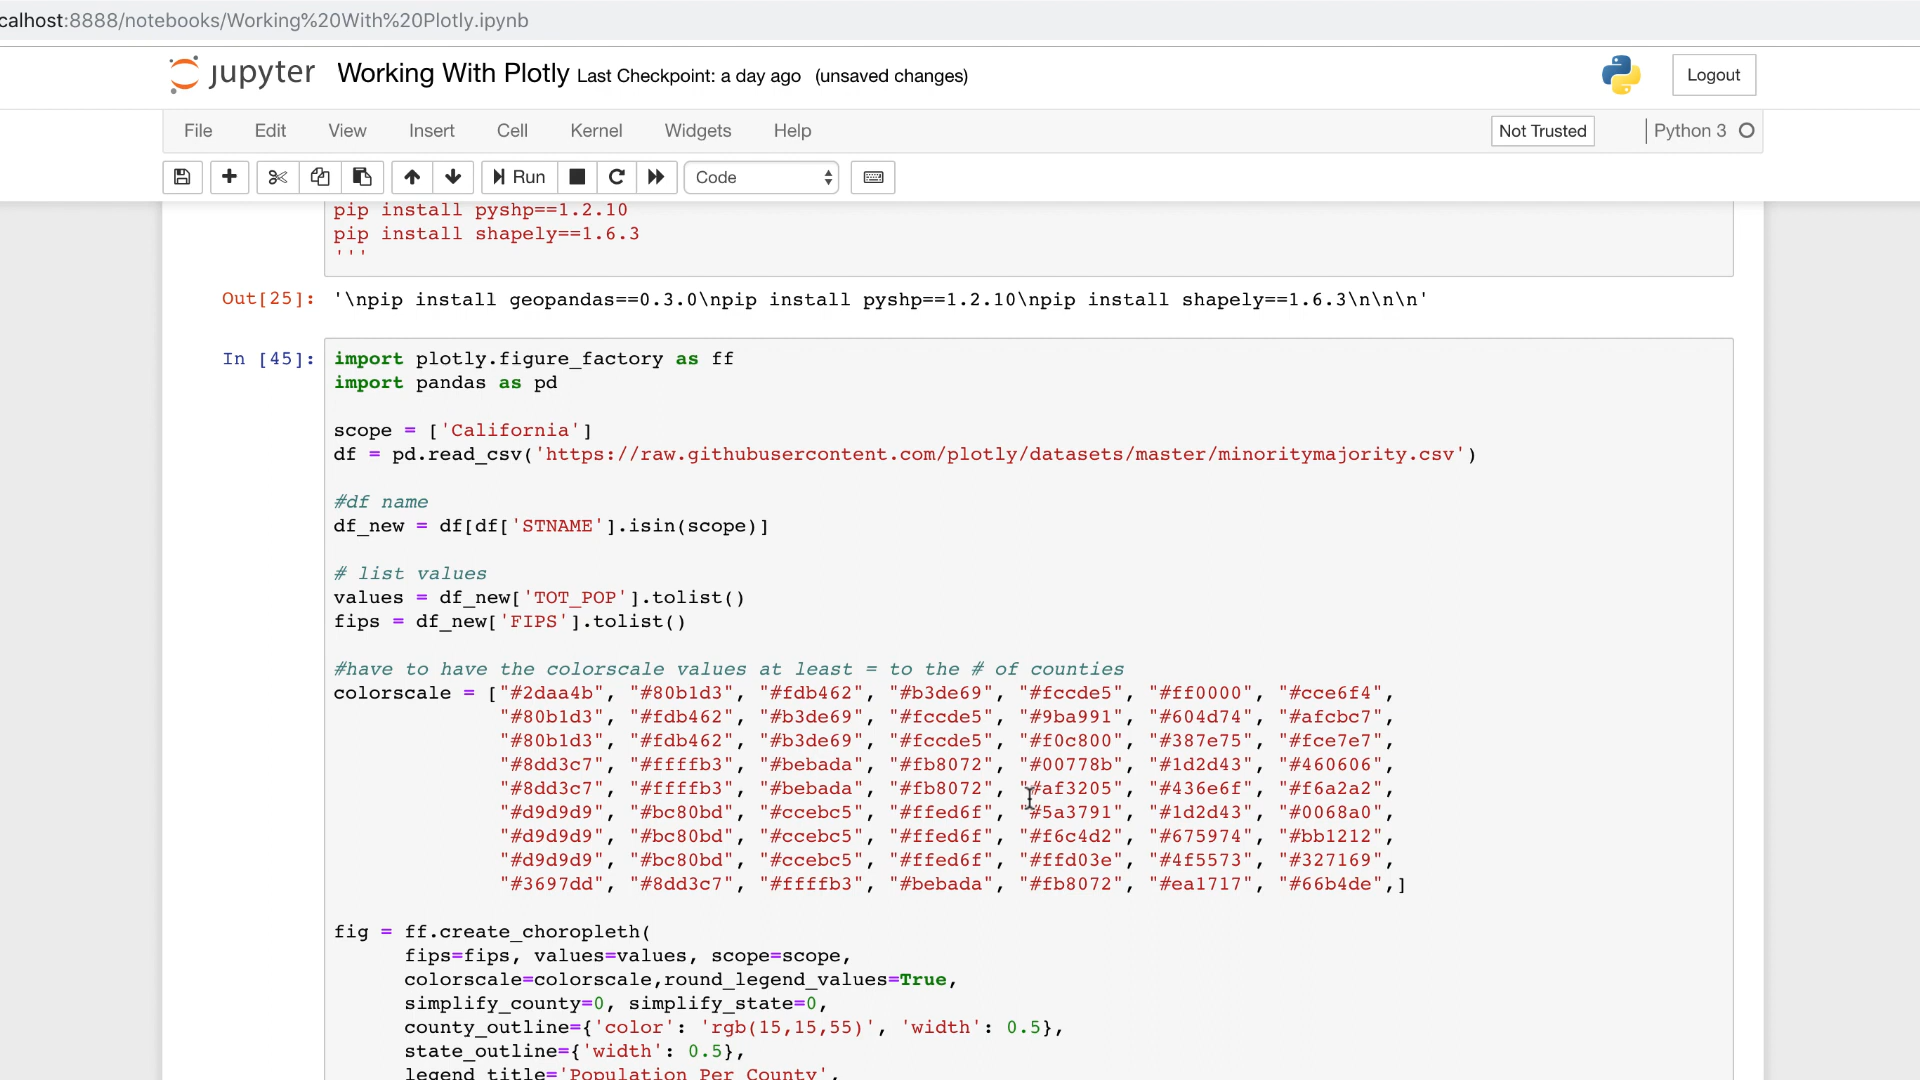 calhost:8888/notebooks/Working%20With%20Plotly.ipynb
jupyter Working With Plotly Last Checkpoint: a day ago (unsaved changes) Logout
File Edit View Insert Cell Kernel Widgets Help Not Trusted Python 3
Run Code
pip install pyshp==1.2.10
pip install shapely==1.6.3
'''
Out[25]: '\npip install geopandas==0.3.0\npip install pyshp==1.2.10\npip install shapely==1.6.3\n\n\n'
In [45]: import plotly.figure_factory as ff
import pandas as pd
scope = ['California']
df = pd.read_csv('https://raw.githubusercontent.com/plotly/datasets/master/minoritymajority.csv')
#df name
df_new = df[df['STNAME'].isin(scope)]
# list values
values = df_new['TOT_POP'].tolist()
fips = df_new['FIPS'].tolist()
#have to have the colorscale values at least = to the # of counties
colorscale = ["#2daa4b", "#80b1d3", "#fdb462", "#b3de69", "#fccde5", "#ff0000", "#cce6f4",
"#80b1d3", "#fdb462", "#b3de69", "#fccde5", "#9ba991", "#604d74", "#afcbc7",
"#80b1d3", "#fdb462", "#b3de69", "#fccde5", "#f0c800", "#387e75", "#fce7e7",
"#8dd3c7", "#ffffb3", "#bebada", "#fb8072", "#00778b", "#1d2d43", "#460606",
"#8dd3c7", "#ffffb3", "#bebada", "#fb8072", "#af3205", "#436e6f", "#f6a2a2",
"#d9d9d9", "#bc80bd", "#ccebc5", "#ffed6f", "#5a3791", "#1d2d43", "#0068a0",
"#d9d9d9", "#bc80bd", "#ccebc5", "#ffed6f", "#f6c4d2", "#675974", "#bb1212",
"#d9d9d9", "#bc80bd", "#ccebc5", "#ffed6f", "#ffd03e", "#4f5573", "#327169",
"#3697dd", "#8dd3c7", "#ffffb3", "#bebada", "#fb8072", "#ea1717", "#66b4de",]
fig = ff.create_choropleth(
fips=fips, values=values, scope=scope,
colorscale=colorscale,round_legend_values=True,
simplify_county=0, simplify_state=0,
county_outline={'color': 'rgb(15,15,55)', 'width': 0.5},
state_outline={'width': 0.5},
legend_title='Population Per County',